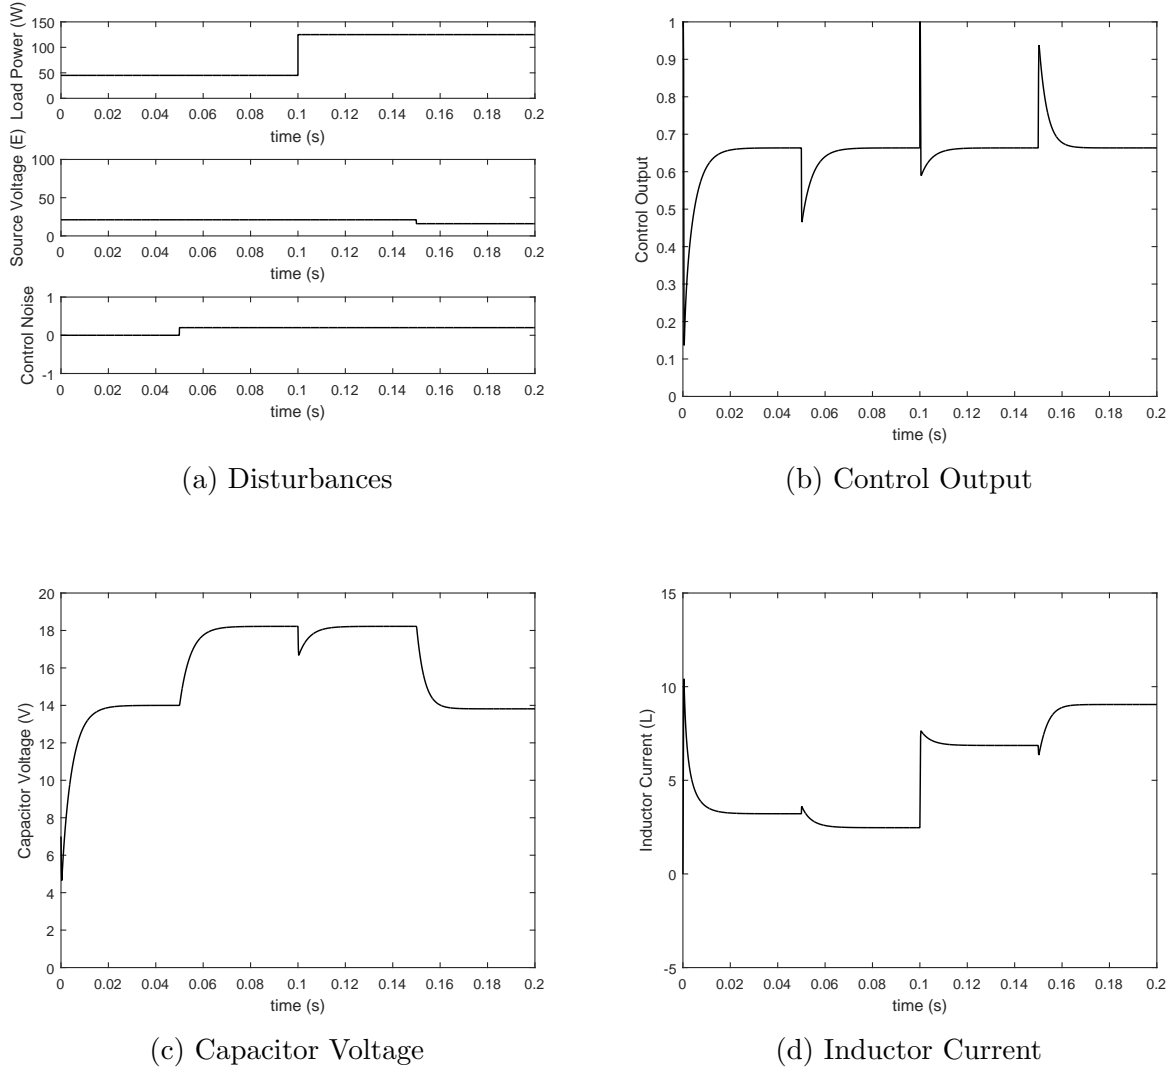 Load Power (W)
150
100
50
0
0 0.02 0.04 0.06 0.08 0.1 0.12 0.14 0.16 0.18 0.2
time (s)
Source Voltage (E)
100
50
0
0 0.02 0.04 0.06 0.08 0.1 0.12 0.14 0.16 0.18 0.2
time (s)
Control Noise
1
0
-1
0 0.02 0.04 0.06 0.08 0.1 0.12 0.14 0.16 0.18 0.2
time (s)
(a) Disturbances
Control Output
1
0.9
0.8
0.7
0.6
0.5
0.4
0.3
0.2
0.1
0
0 0.02 0.04 0.06 0.08 0.1 0.12 0.14 0.16 0.18 0.2
time (s)
(b) Control Output
Capacitor Voltage (V)
20
18
16
14
12
10
8
6
4
2
0
0 0.02 0.04 0.06 0.08 0.1 0.12 0.14 0.16 0.18 0.2
time (s)
(c) Capacitor Voltage
Inductor Current (L)
15
10
5
0
-5
0 0.02 0.04 0.06 0.08 0.1 0.12 0.14 0.16 0.18 0.2
time (s)
(d) Inductor Current